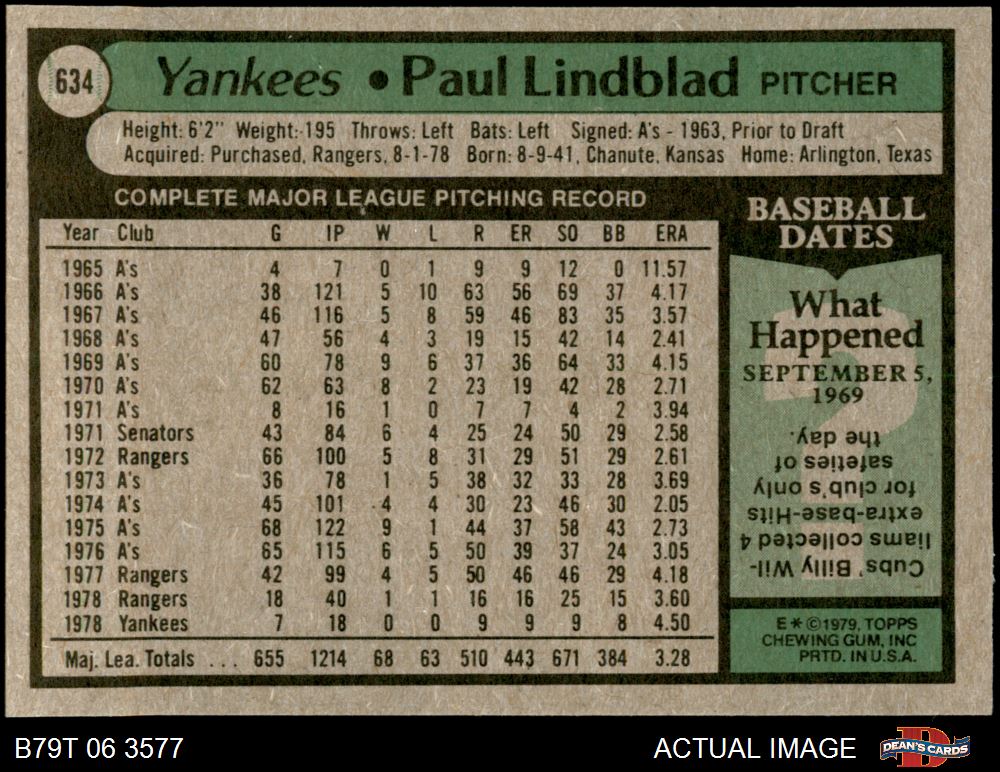 634
Yankees • Paul Lindblad PITCHER
Height: 6'2" Weight: 195 Throws: Left Bats: Left Signed: A's - 1963, Prior to Draft
Acquired: Purchased, Rangers, 8-1-78 Born: 8-9-41, Chanute, Kansas Home: Arlington, Texas
COMPLETE MAJOR LEAGUE PITCHING RECORD
Year Club G IP W L R ER SO BB ERA
1965 A's 4 7 0 1 9 9 12 0 11.57
1966 A's 38 121 5 10 63 56 69 37 4.17
1967 A's 46 116 5 8 59 46 83 35 3.57
1968 A's 47 56 4 3 19 15 42 14 2.41
1969 A's 60 78 9 6 37 36 64 33 4.15
1970 A's 62 63 8 2 23 19 42 28 2.71
1971 A's 8 16 1 0 7 7 4 2 3.94
1971 Senators 43 84 6 4 25 24 50 29 2.58
1972 Rangers 66 100 5 8 31 29 51 29 2.61
1973 A's 36 78 1 5 38 32 33 28 3.69
1974 A's 45 101 4 4 30 23 46 30 2.05
1975 A's 68 122 9 1 44 37 58 43 2.73
1976 A's 65 115 6 5 50 39 37 24 3.05
1977 Rangers 42 99 4 5 50 46 46 29 4.18
1978 Rangers 18 40 1 1 16 16 25 15 3.60
1978 Yankees 7 18 0 0 9 9 9 8 4.50
Maj. Lea. Totals . . . 655 1214 68 63 510 443 671 384 3.28
BASEBALL
DATES
What
Happened
SEPTEMBER 5,
1969
Cubs' Billy Wil-
liams collected 4
extra-base-Hits
for club's only
safeties of
the day.
E * © 1979, TOPPS
CHEWING GUM, INC
PRTD. IN U.S.A.
B79T 06 3577
ACTUAL IMAGE
DEAN'S CARDS